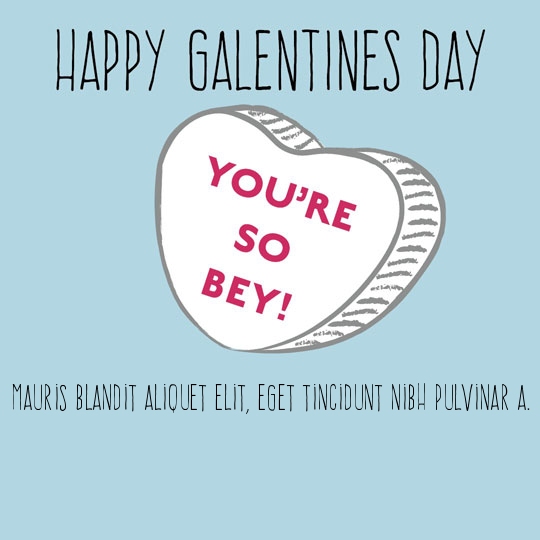 HAPPY GALENTINES DAY
YOU'RE
SO
BEY!
MAURIS BLANDIT ALIQUET ELIT, EGET TINCIDUNT NIBH PULVINAR A.